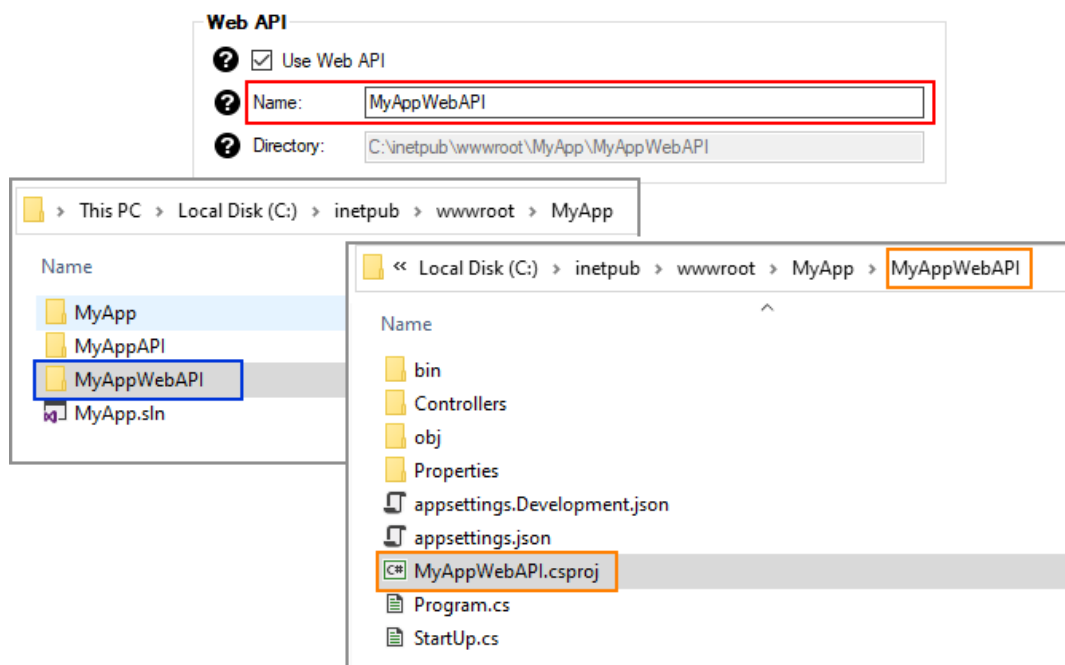 Web API
? Use Web API
? Name: MyAppWebAPI
? Directory: C:\inetpub\wwwroot\MyApp\MyAppWebAPI
> This PC > Local Disk (C:) > inetpub > wwwroot > MyApp
Name
MyApp
MyAppAPI
MyAppWebAPI
MyApp.sln
« Local Disk (C:) > inetpub > wwwroot > MyApp > MyAppWebAPI
Name
bin
Controllers
obj
Properties
appsettings.Development.json
appsettings.json
C# MyAppWebAPI.csproj
Program.cs
StartUp.cs